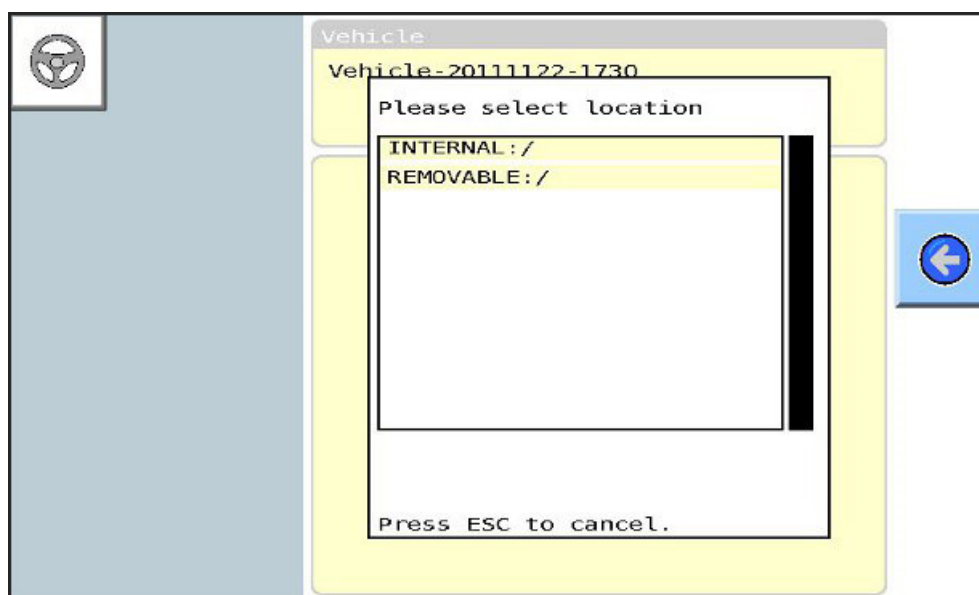 Vehicle
Vehicle-20111122-1730
Please select location
INTERNAL:/
REMOVABLE:/
Press ESC to cancel.